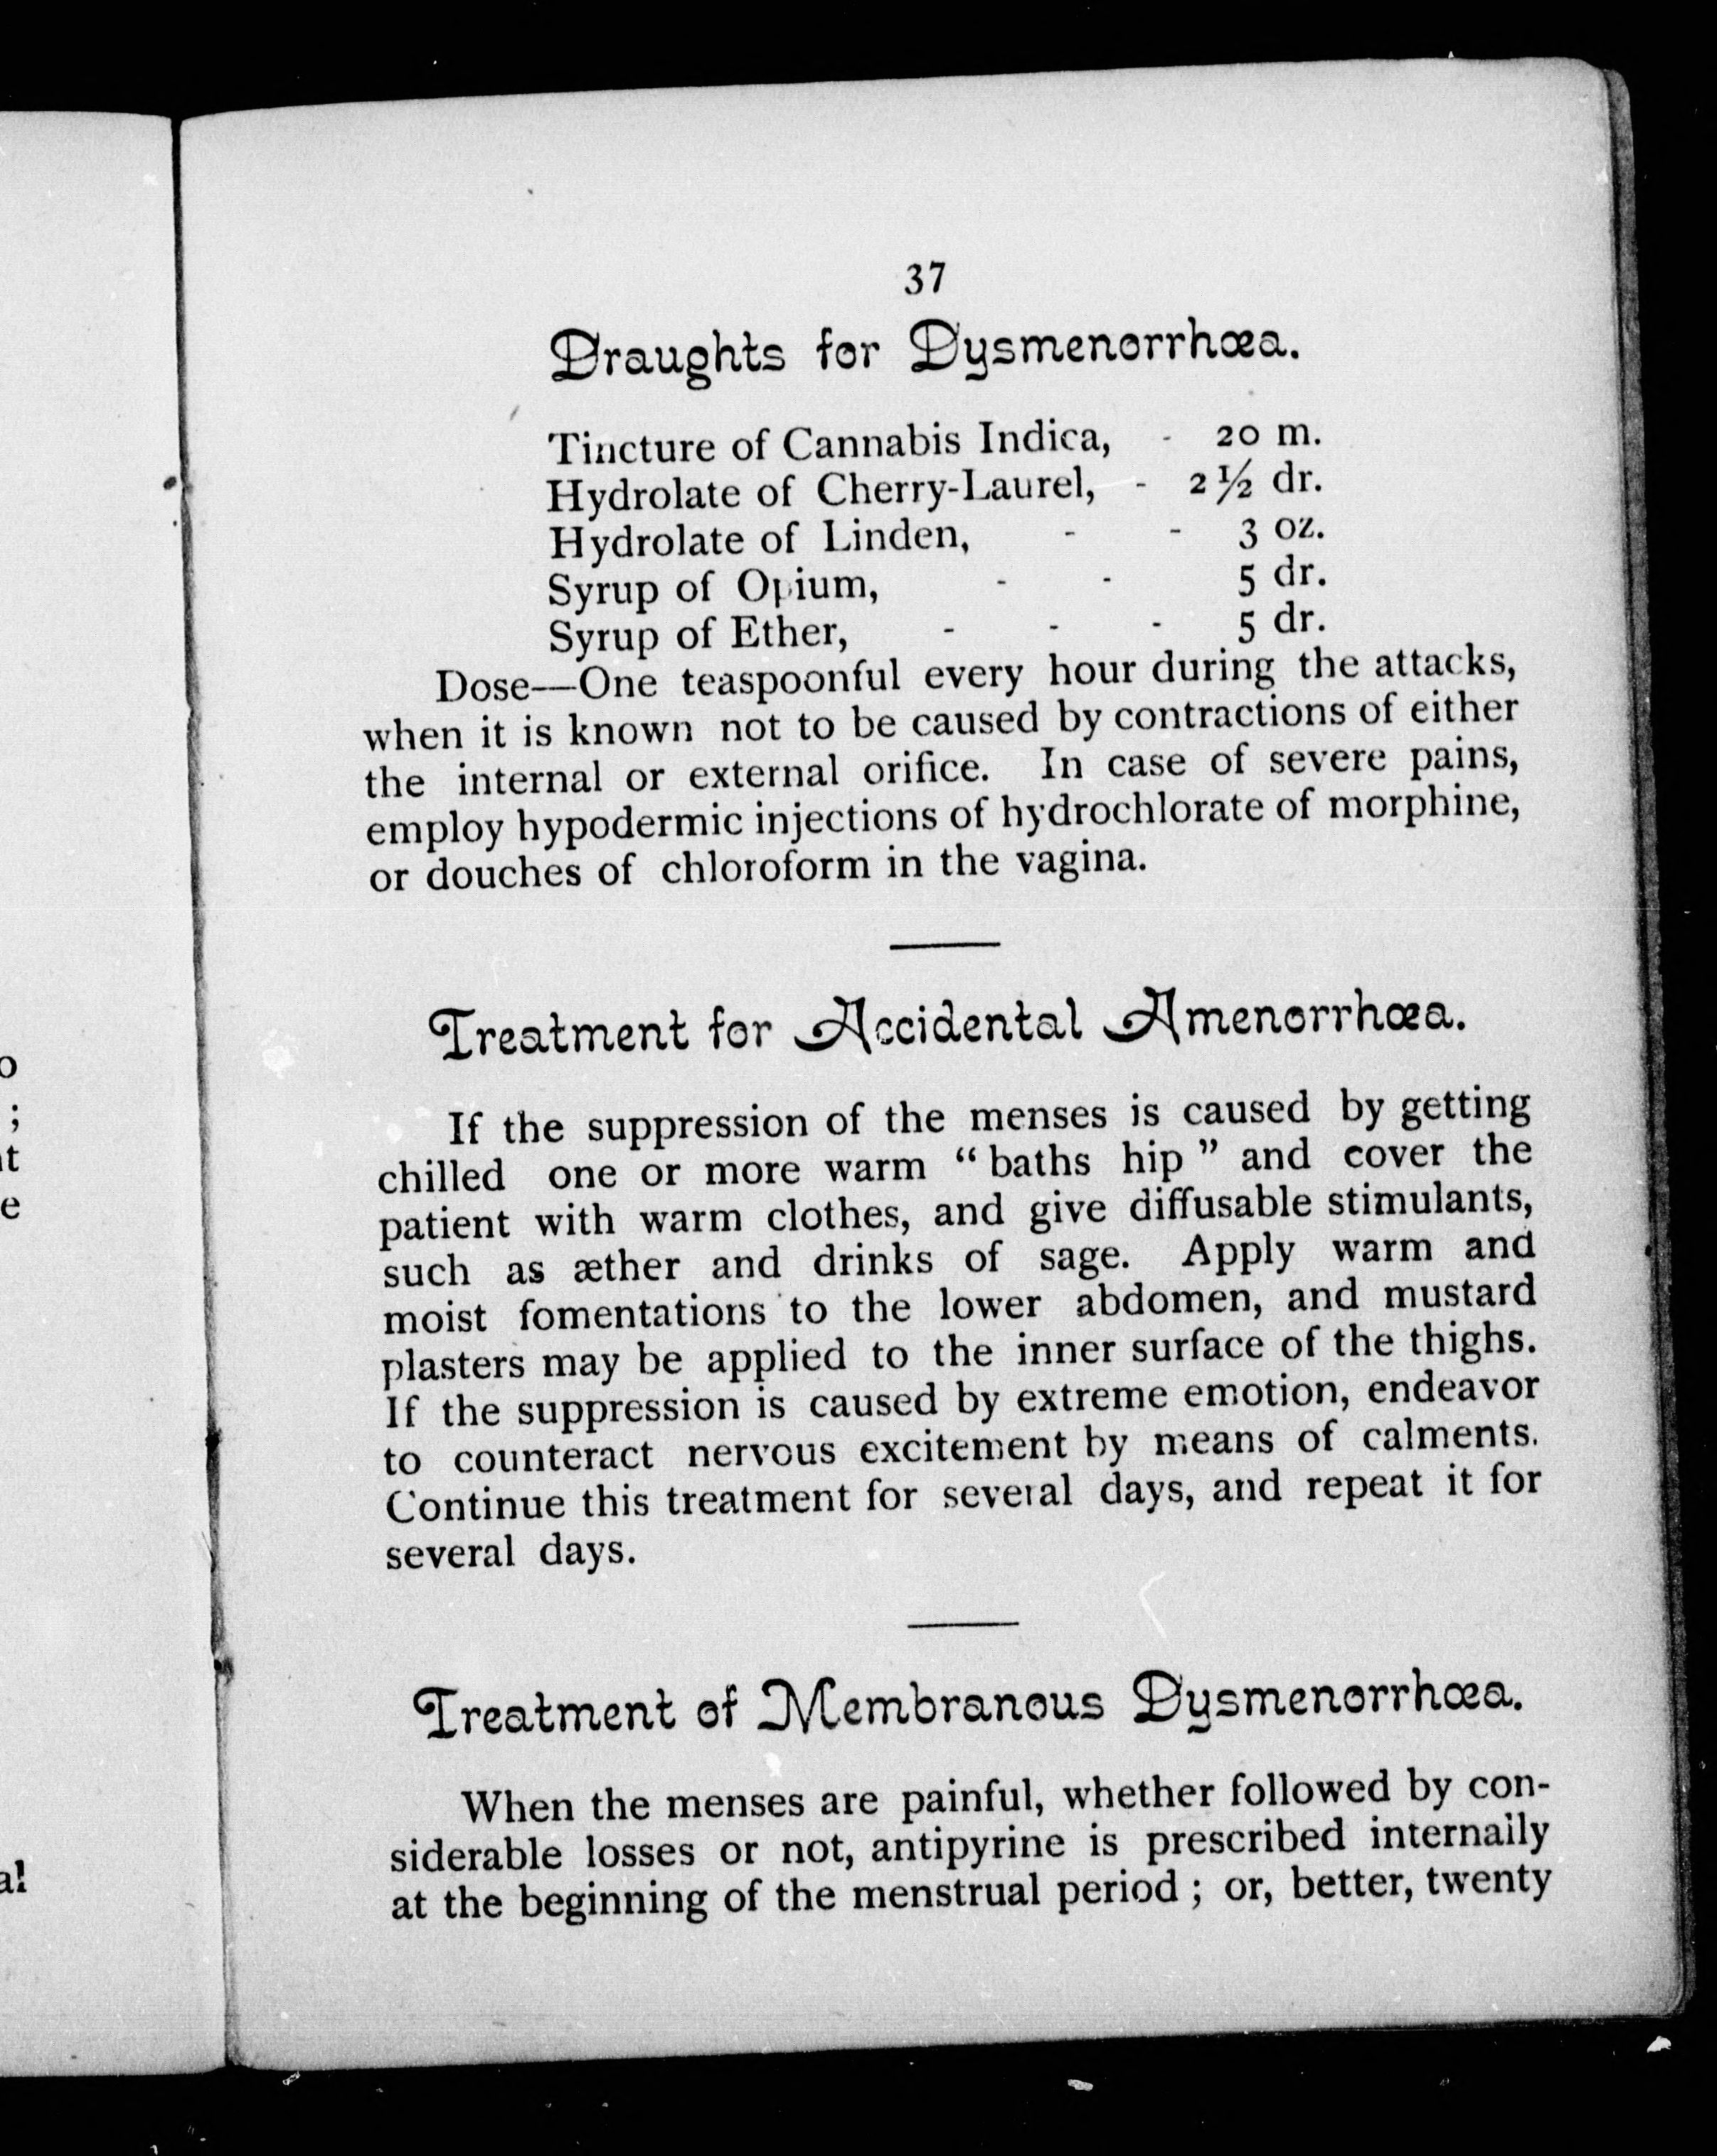 37
Draughts for Dysmenorrhœa.
Tincture of Cannabis Indica, - 20 m.
Hydrolate of Cherry-Laurel, - 2½ dr.
Hydrolate of Linden, - - 3 oz.
Syrup of Opium, - - 5 dr.
Syrup of Ether, - - - 5 dr.
Dose—One teaspoonful every hour during the attacks,
when it is known not to be caused by contractions of either
the internal or external orifice. In case of severe pains,
employ hypodermic injections of hydrochlorate of morphine,
or douches of chloroform in the vagina.
Treatment for Accidental Amenorrhœa.
If the suppression of the menses is caused by getting
chilled one or more warm “ baths hip ” and cover the
patient with warm clothes, and give diffusable stimulants,
such as æther and drinks of sage. Apply warm and
moist fomentations to the lower abdomen, and mustard
plasters may be applied to the inner surface of the thighs.
If the suppression is caused by extreme emotion, endeavor
to counteract nervous excitement by means of calments.
Continue this treatment for several days, and repeat it for
several days.
Treatment of Membranous Dysmenorrhœa.
When the menses are painful, whether followed by con-
siderable losses or not, antipyrine is prescribed internally
at the beginning of the menstrual period ; or, better, twenty